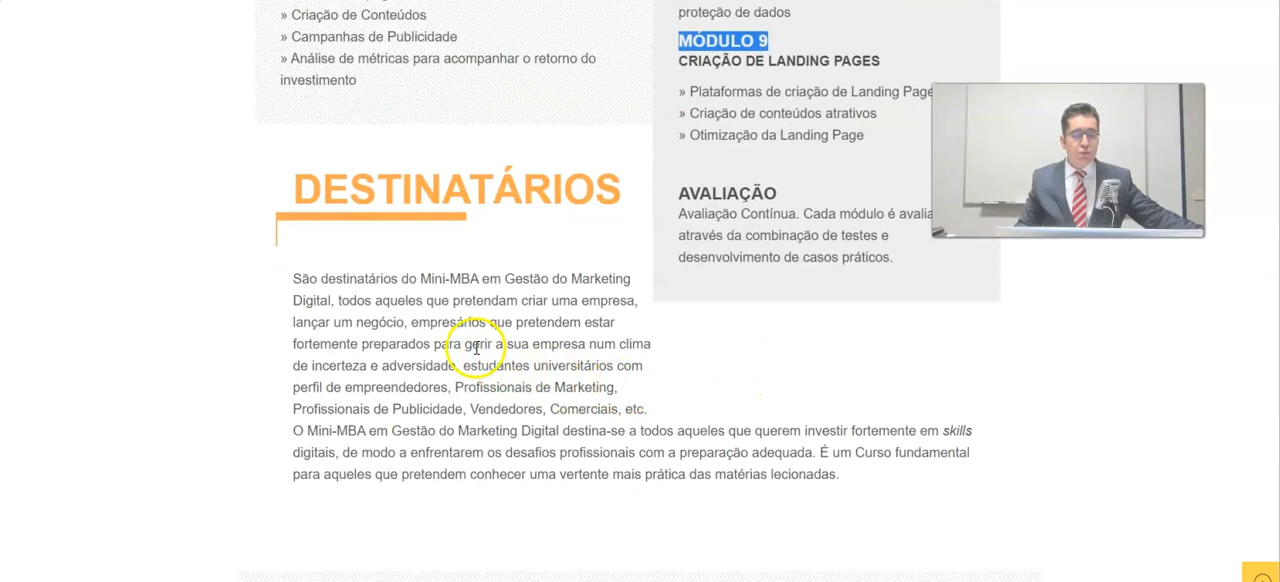 » Criação de Conteúdos
» Campanhas de Publicidade
» Análise de métricas para acompanhar o retorno do
investimento
DESTINATÁRIOS
São destinatários do Mini-MBA em Gestão do Marketing
Digital, todos aqueles que pretendam criar uma empresa,
lançar um negócio, empresários que pretendem estar
fortemente preparados para gerir a sua empresa num clima
de incerteza e adversidade, estudantes universitários com
perfil de empreendedores, Profissionais de Marketing,
Profissionais de Publicidade, Vendedores, Comerciais, etc.
O Mini-MBA em Gestão do Marketing Digital destina-se a todos aqueles que querem investir fortemente em skills
digitais, de modo a enfrentarem os desafios profissionais com a preparação adequada. É um Curso fundamental
para aqueles que pretendem conhecer uma vertente mais prática das matérias lecionadas.
proteção de dados
MÓDULO 9
CRIAÇÃO DE LANDING PAGES
» Plataformas de criação de Landing Page
» Criação de conteúdos atrativos
» Otimização da Landing Page
AVALIAÇÃO
Avaliação Contínua. Cada módulo é avalia
através da combinação de testes e
desenvolvimento de casos práticos.